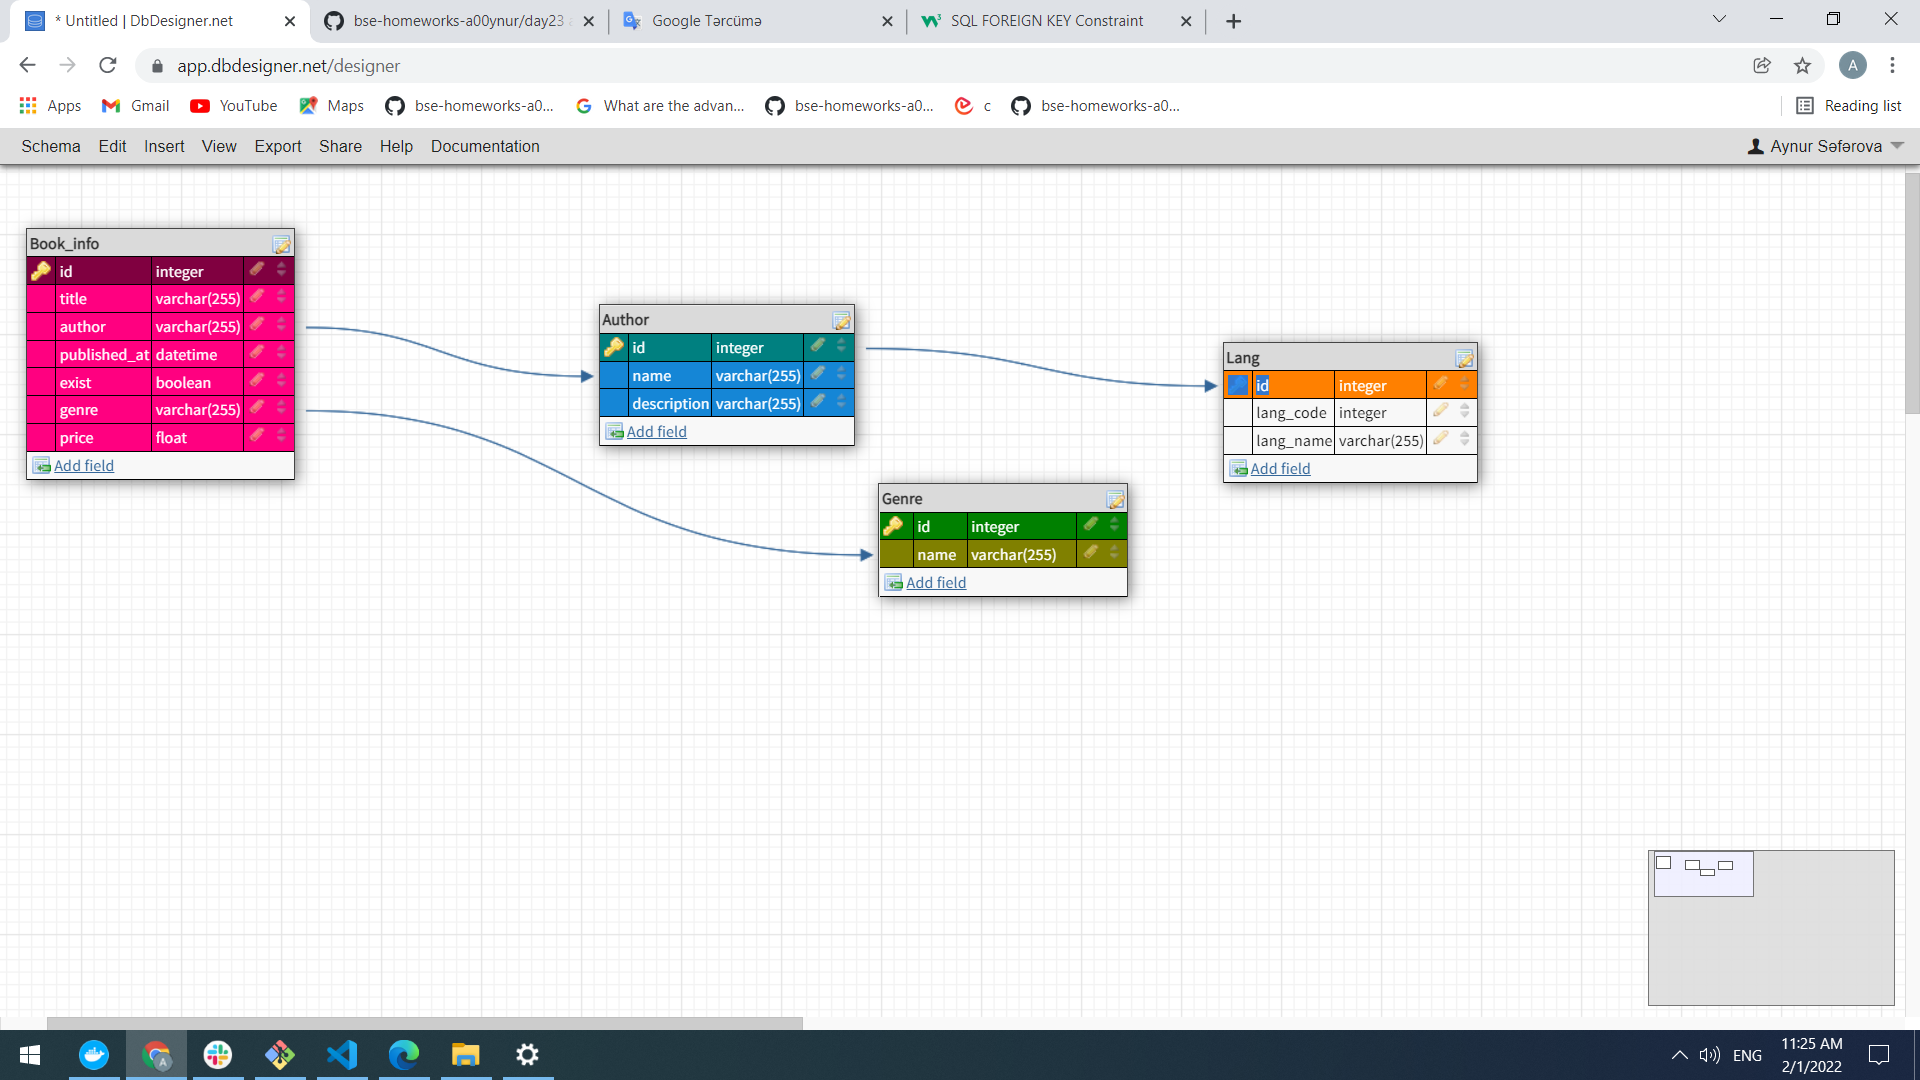 * Untitled | DbDesigner.net
bse-homeworks-a00ynur/day23
Google Tərcümə
SQL FOREIGN KEY Constraint
app.dbdesigner.net/designer
A
Apps
Gmail
YouTube
Maps
bse-homeworks-a0...
What are the advan...
bse-homeworks-a0...
c
bse-homeworks-a0...
Reading list
Schema Edit Insert View Export Share Help Documentation
Aynur Səfərova
Book_info
id integer
title varchar(255)
author varchar(255)
published_at datetime
exist boolean
genre varchar(255)
price float
Add field
Author
id integer
name varchar(255)
description varchar(255)
Add field
Lang
id integer
lang_code integer
lang_name varchar(255)
Add field
Genre
id integer
name varchar(255)
Add field
A
ENG
11:25 AM
2/1/2022